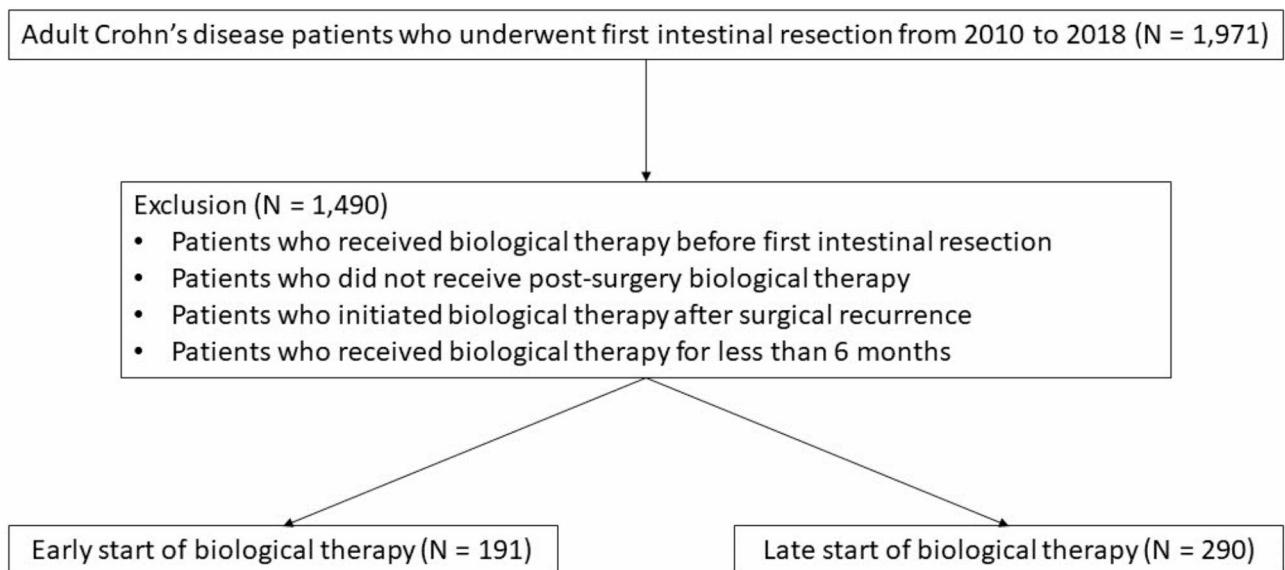 Adult Crohn’s disease patients who underwent first intestinal resection from 2010 to 2018 (N = 1,971)
Exclusion (N = 1,490)
• Patients who received biological therapy before first intestinal resection
• Patients who did not receive post-surgery biological therapy
• Patients who initiated biological therapy after surgical recurrence
• Patients who received biological therapy for less than 6 months
Early start of biological therapy (N = 191)
Late start of biological therapy (N = 290)